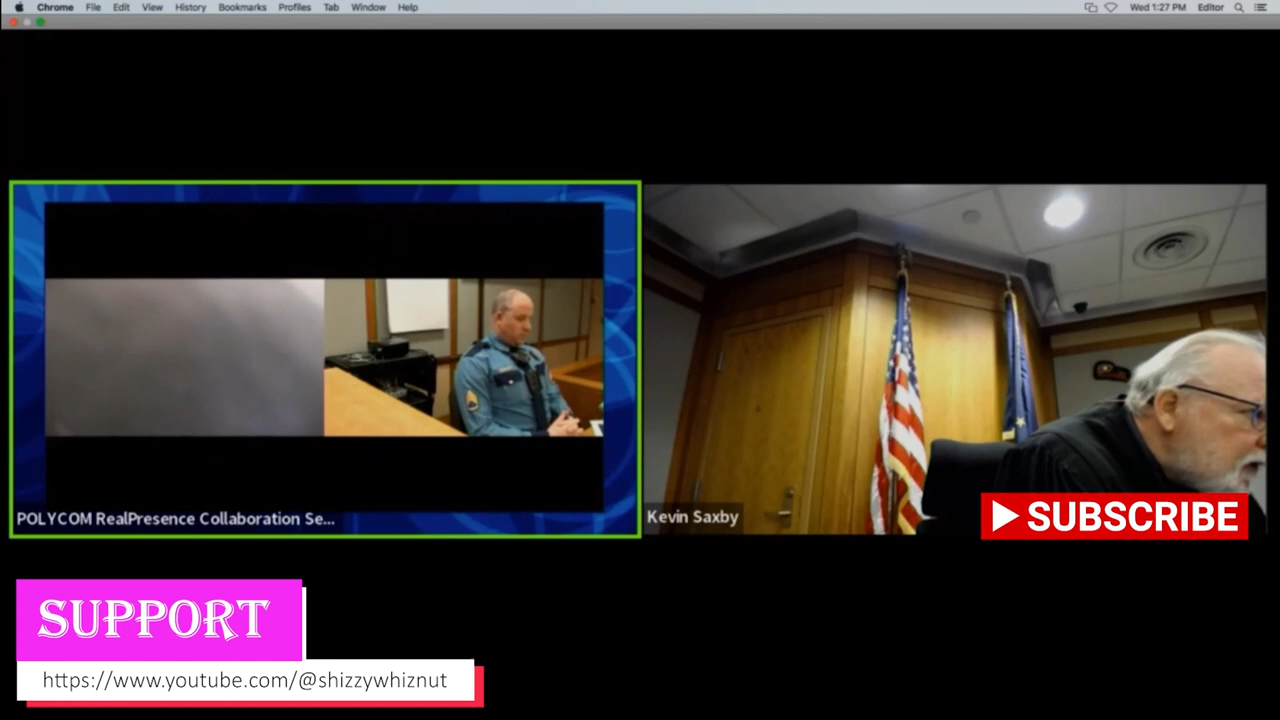 Chrome File Edit View History Bookmarks Profiles Tab Window Help Wed 1:27 PM Editor
POLYCOM RealPresence Collaboration Se...
Kevin Saxby
SUBSCRIBE
SUPPORT
https://www.youtube.com/@shizzywhiznut